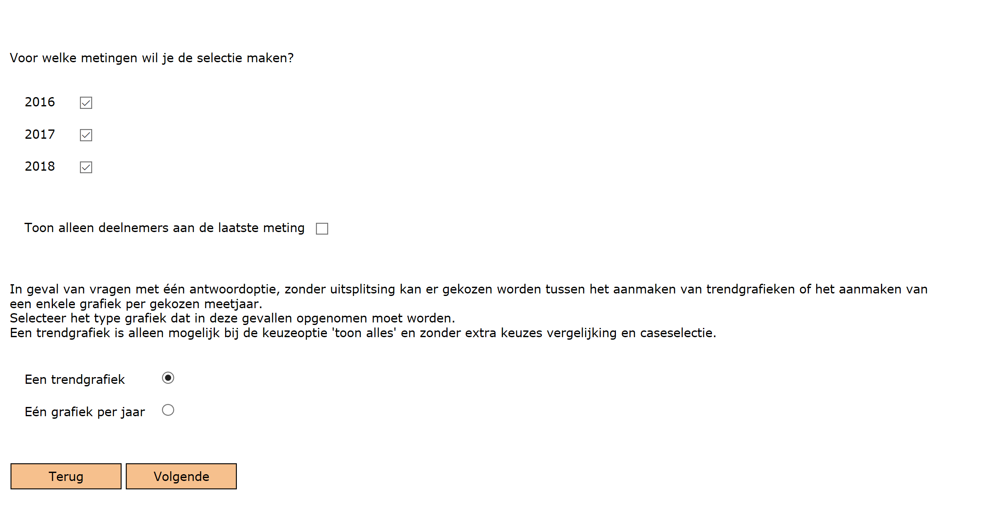 Voor welke metingen wil je de selectie maken?
2016
2017
2018
Toon alleen deelnemers aan de laatste meting
In geval van vragen met één antwoordoptie, zonder uitsplitsing kan er gekozen worden tussen het aanmaken van trendgrafieken of het aanmaken van
een enkele grafiek per gekozen meetjaar.
Selecteer het type grafiek dat in deze gevallen opgenomen moet worden.
Een trendgrafiek is alleen mogelijk bij de keuzeoptie 'toon alles' en zonder extra keuzes vergelijking en caseselectie.
Een trendgrafiek
Eén grafiek per jaar
Terug Volgende